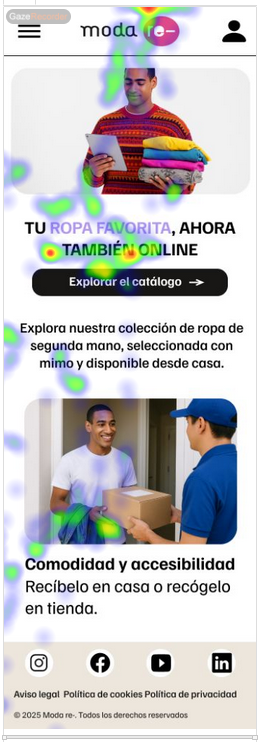 moda re-
TU ROPA FAVORITA, AHORA
TAMBIÉN ONLINE
Explorar el catálogo →
Explora nuestra colección de ropa de
segunda mano, seleccionada con
mimo y disponible desde casa.
Comodidad y accesibilidad
Recíbelo en casa o recógelo
en tienda.
Aviso legal Política de cookies Política de privacidad
© 2025 Moda re-. Todos los derechos reservados